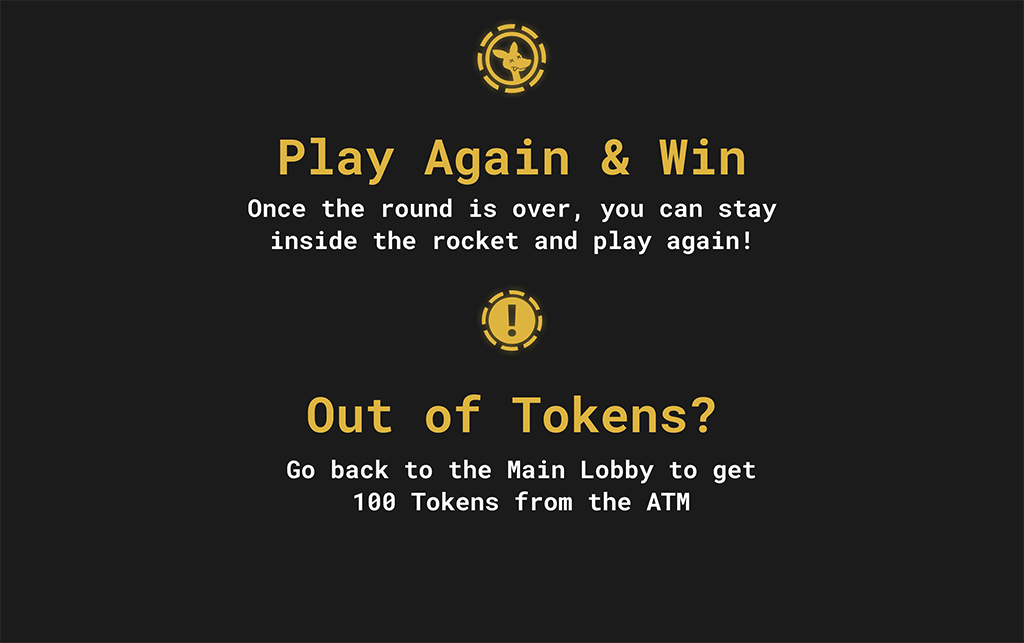 Play Again & Win
Once the round is over, you can stay
inside the rocket and play again!
!
Out of Tokens?
Go back to the Main Lobby to get
100 Tokens from the ATM